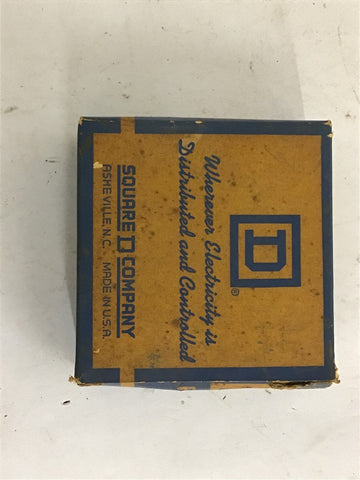 D
®
Wherever Electricity is
Distributed and Controlled
SQUARE D COMPANY
ASHEVILLE, N.C. MADE IN U.S.A.